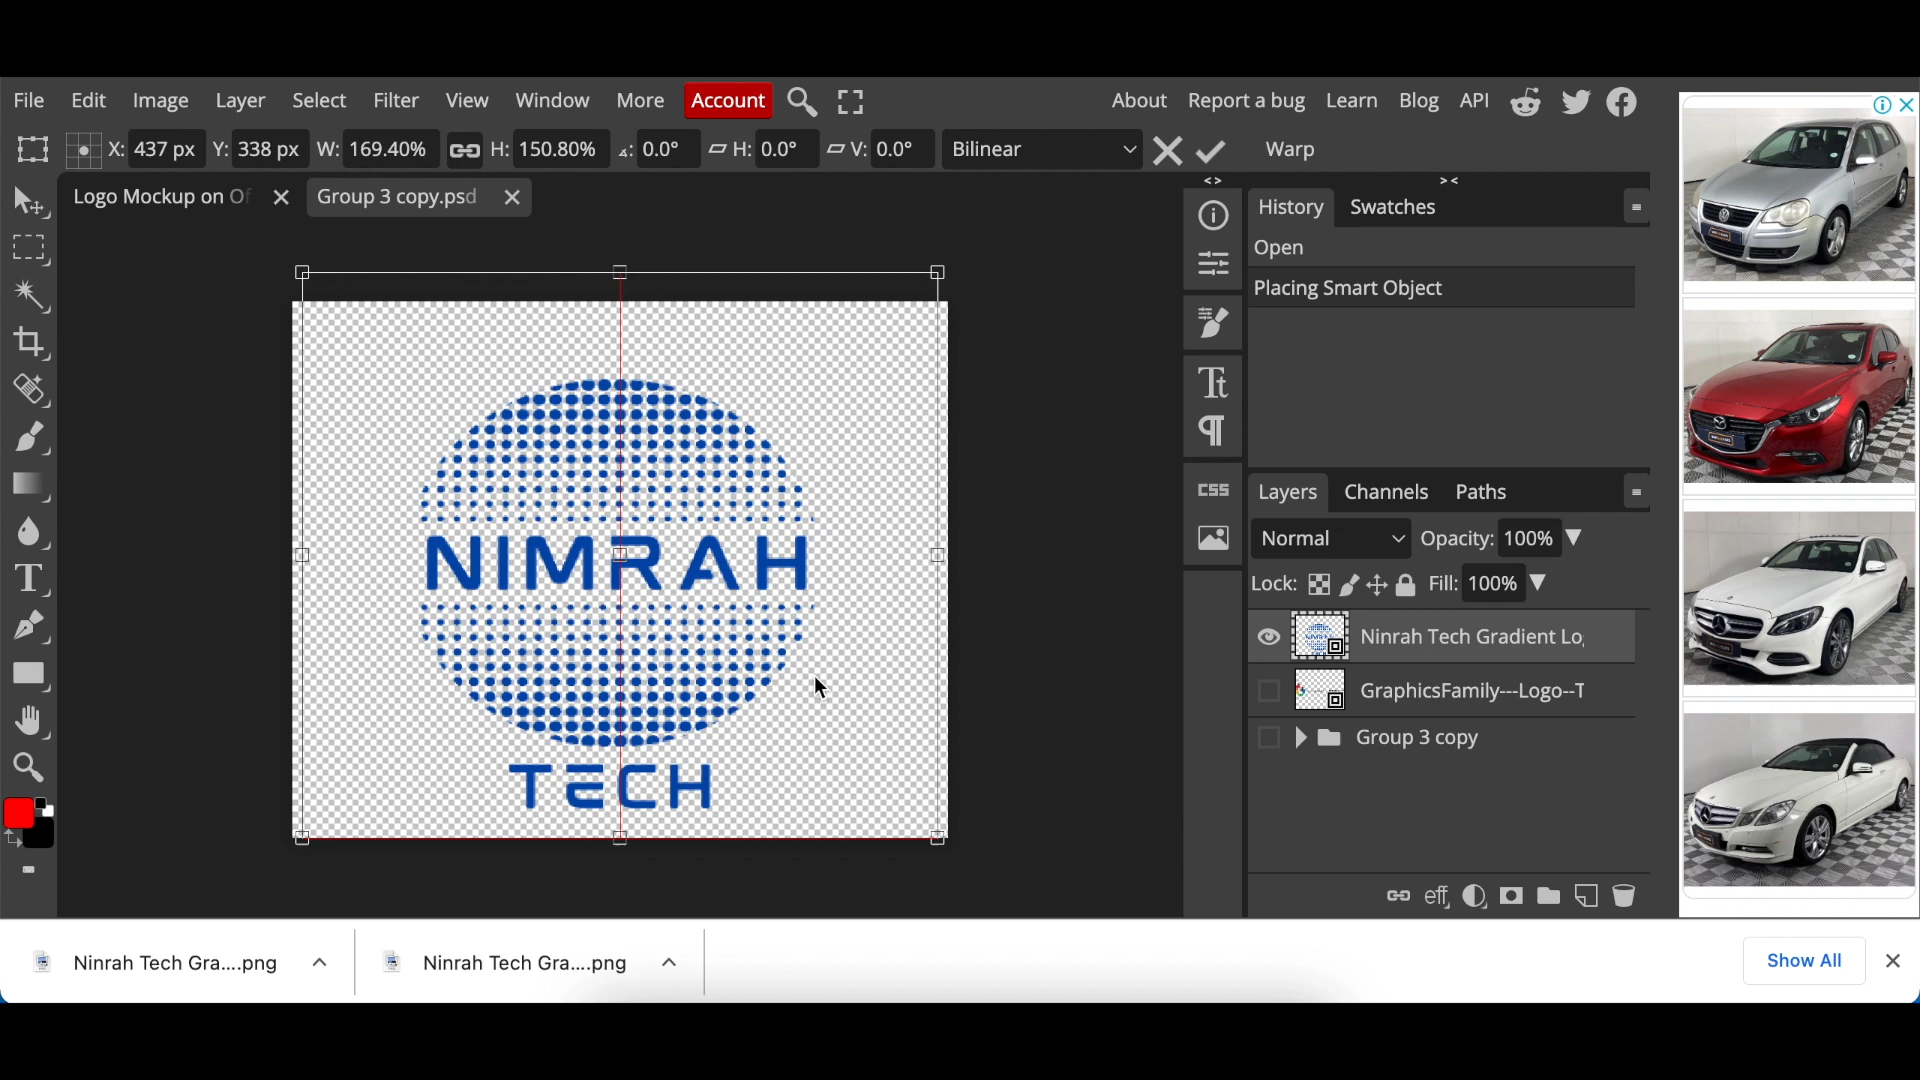 File Edit Image Layer Select Filter View Window More Account About Report a bug Learn Blog API
X: 437 px Y: 338 px W: 169.40% H: 150.80% 0.0° H: 0.0° V: 0.0° Bilinear Warp
Logo Mockup on Of Group 3 copy.psd
< > > <
History Swatches
Open
Placing Smart Object
NIMRAH
TECH
CSS
Layers Channels Paths
Normal Opacity: 100%
Lock: Fill: 100%
Ninrah Tech Gradient Lo
GraphicsFamily---Logo--T
Group 3 copy
eff
Ninrah Tech Gra....png Ninrah Tech Gra....png Show All